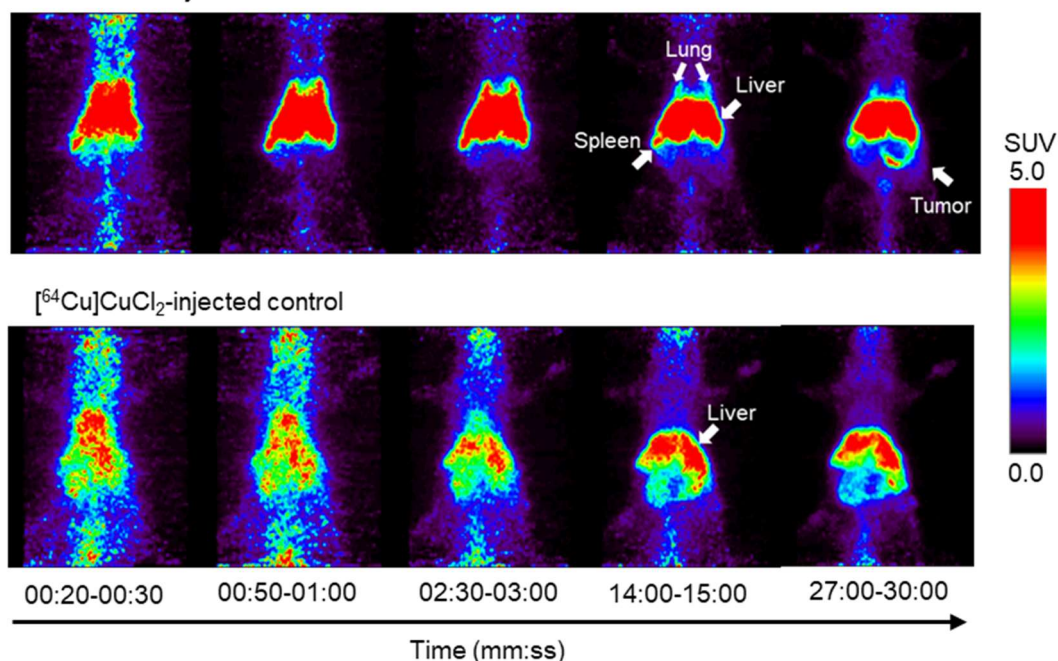 Lung
Liver
Spleen
Tumor
SUV
5.0
0.0
[⁶⁴Cu]CuCl₂-injected control
Liver
00:20-00:30 00:50-01:00 02:30-03:00 14:00-15:00 27:00-30:00
Time (mm:ss)